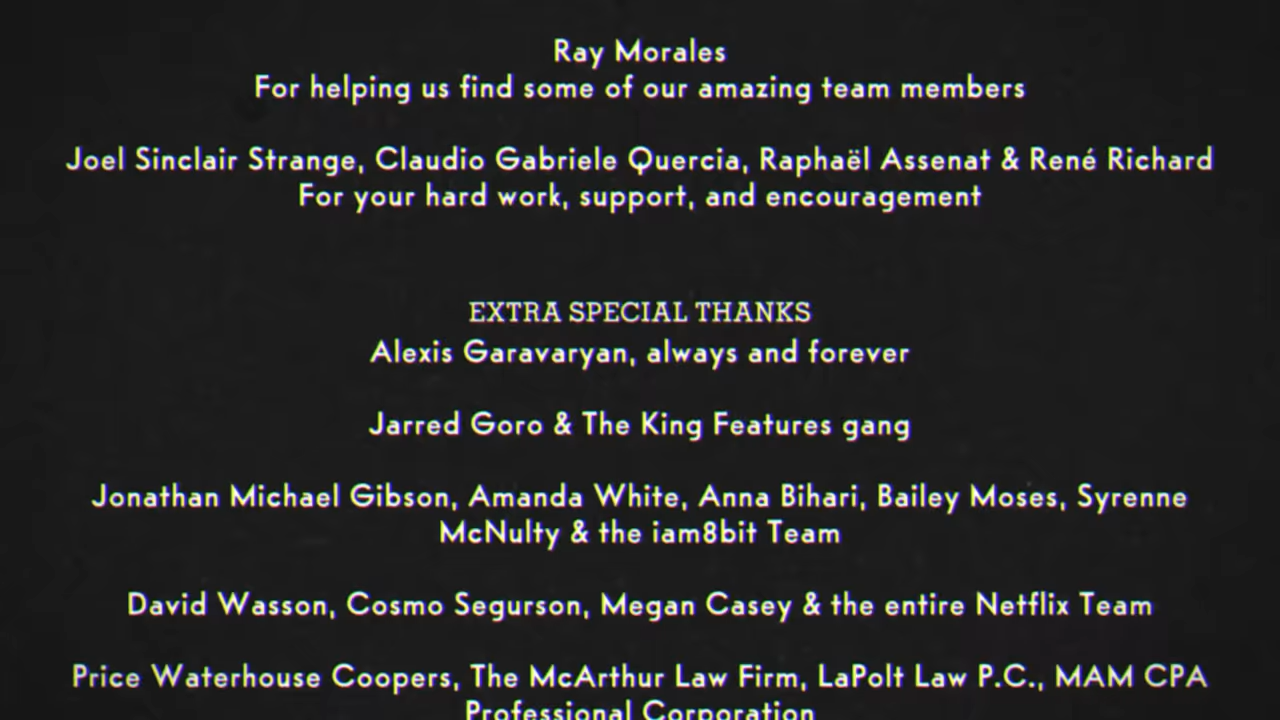 Ray Morales
For helping us find some of our amazing team members
Joel Sinclair Strange, Claudio Gabriele Quercia, Raphaël Assenat & René Richard
For your hard work, support, and encouragement
EXTRA SPECIAL THANKS
Alexis Garavaryan, always and forever
Jarred Goro & The King Features gang
Jonathan Michael Gibson, Amanda White, Anna Bihari, Bailey Moses, Syrenne
McNulty & the iam8bit Team
David Wasson, Cosmo Segurson, Megan Casey & the entire Netflix Team
Price Waterhouse Coopers, The McArthur Law Firm, LaPolt Law P.C., MAM CPA
Professional Corporation